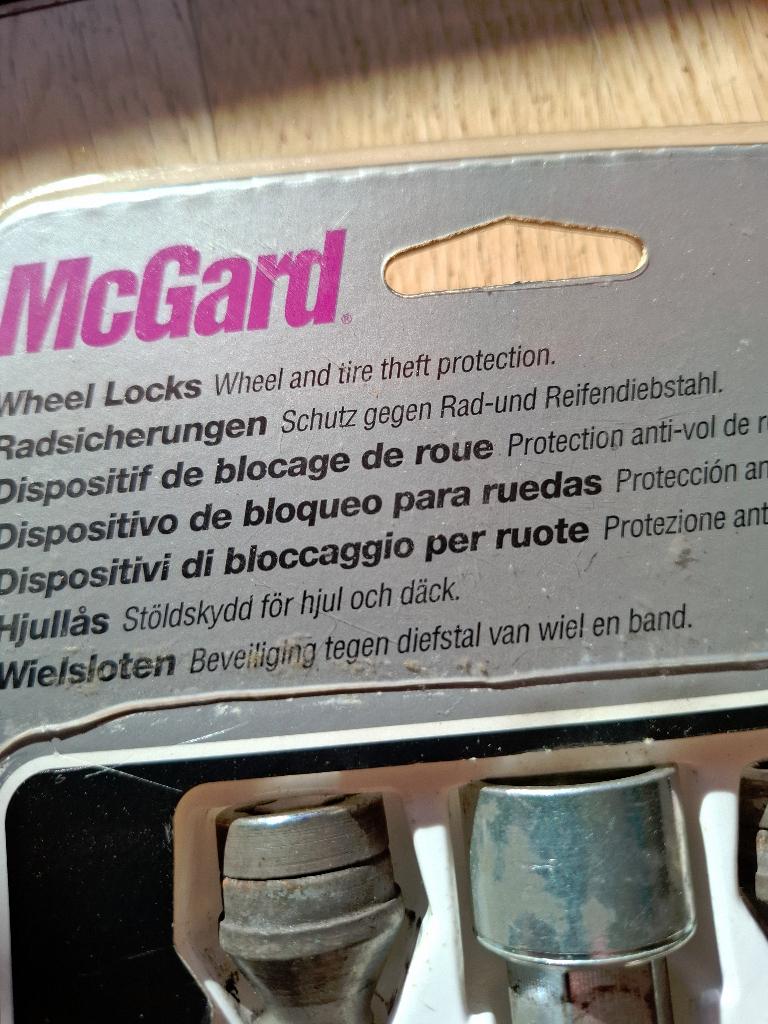 McGard®
Wheel Locks Wheel and tire theft protection.
Radsicherungen Schutz gegen Rad-und Reifendiebstahl.
Dispositif de blocage de roue Protection anti-vol de
Dispositivo de bloqueo para ruedas Protección
Dispositivi di bloccaggio per ruote Protezione
Hjullås Stöldskydd för hjul och däck.
Wielsloten Beveiliging tegen diefstal van wiel en band.